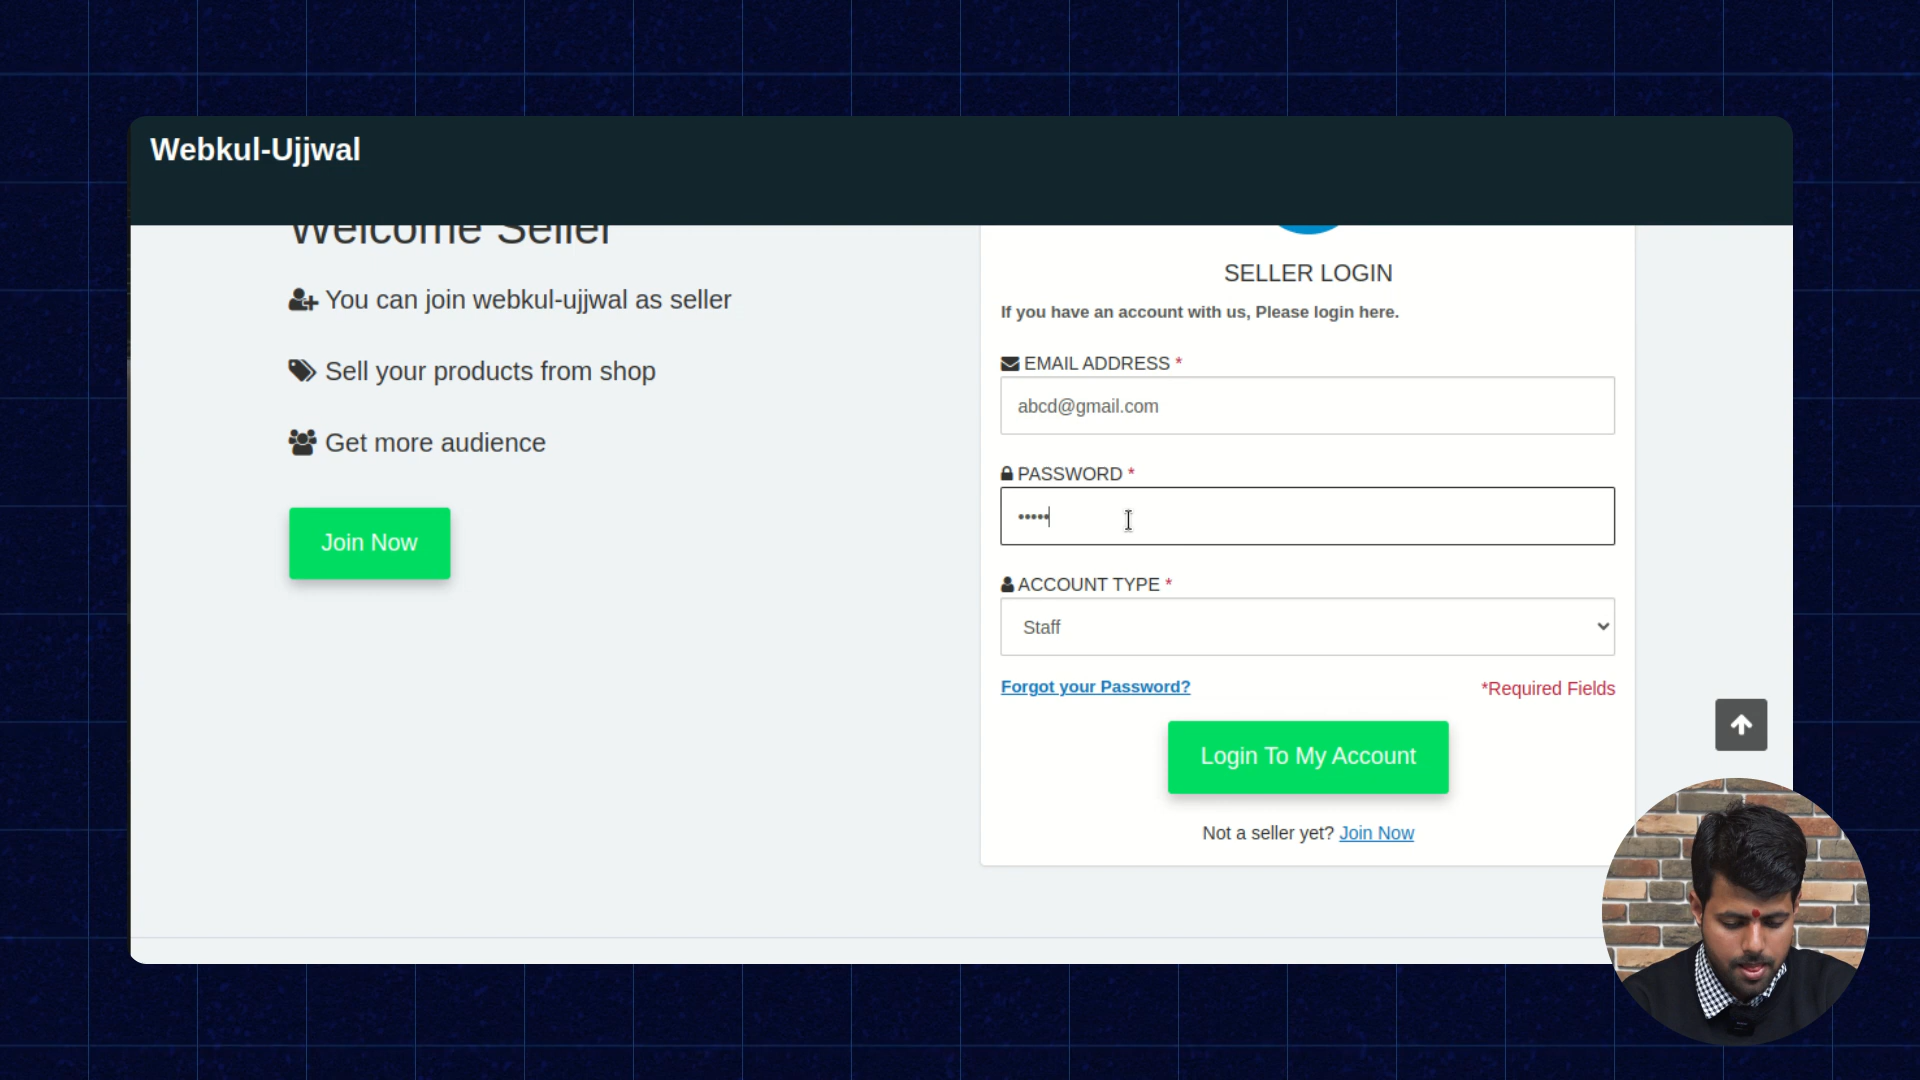 Webkul-Ujjwal
Welcome Seller
You can join webkul-ujjwal as seller
Sell your products from shop
Get more audience
Join Now
SELLER LOGIN
If you have an account with us, Please login here.
EMAIL ADDRESS *
abcd@gmail.com
PASSWORD *
•••••
ACCOUNT TYPE *
Staff
Forgot your Password?
*Required Fields
Login To My Account
Not a seller yet? Join Now